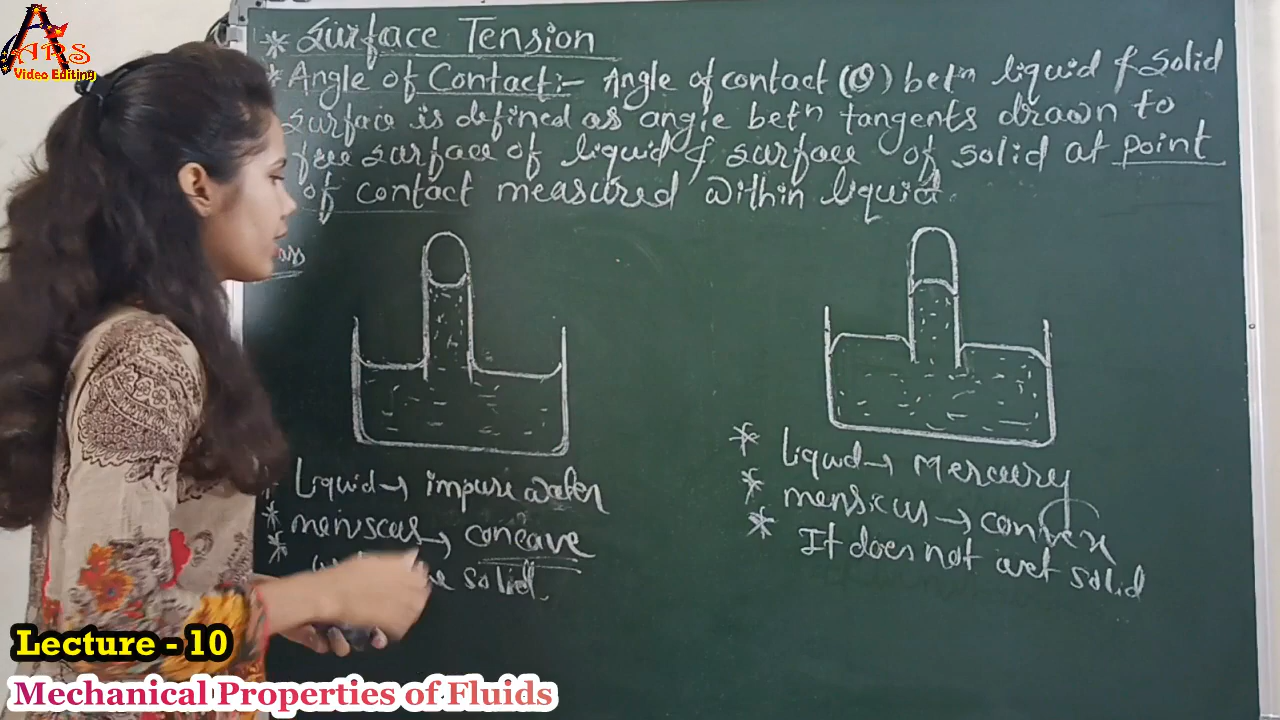 ARS
Video Editing
* Surface Tension
* Angle of Contact:- Angle of contact (θ) betⁿ liquid & solid
surface is defined as angle betⁿ tangents drawn to
free surface of liquid & surface of solid at point
of contact measured within liquid.
* Liquid → impure water
* meniscus → concave
* solid
* Liquid → Mercury
* mensicus → convex
* It does not wet solid
Lecture - 10
Mechanical Properties of Fluids